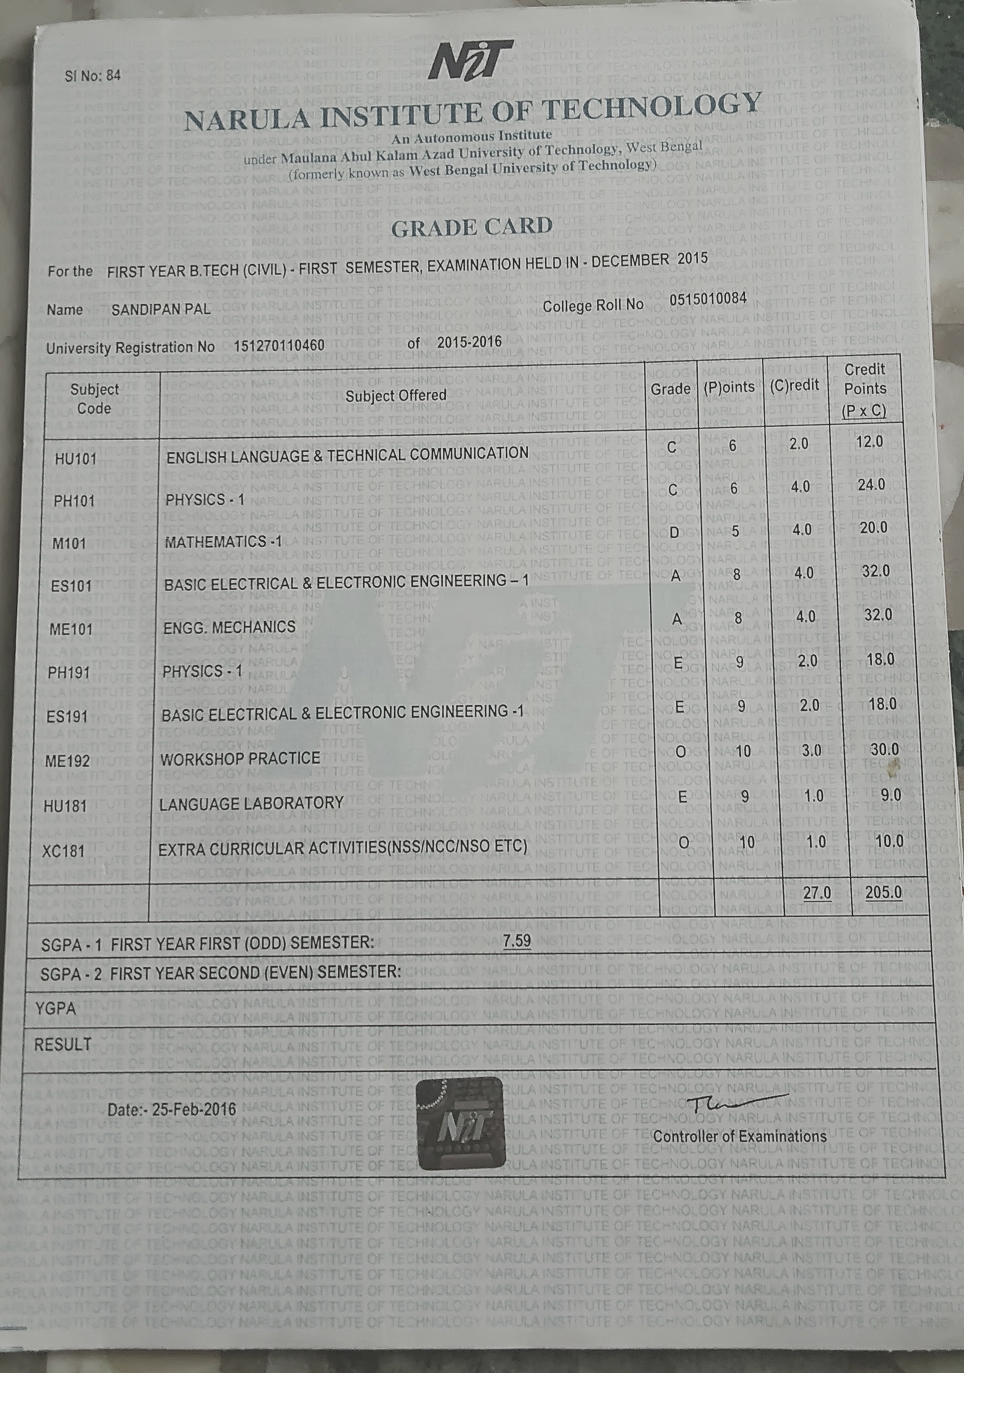 Sl No: 84
NiT
NARULA INSTITUTE OF TECHNOLOGY
An Autonomous Institute
under Maulana Abul Kalam Azad University of Technology, West Bengal
(formerly known as West Bengal University of Technology)
GRADE CARD
For the FIRST YEAR B.TECH (CIVIL) - FIRST SEMESTER, EXAMINATION HELD IN - DECEMBER 2015
Name SANDIPAN PAL College Roll No 0515010084
University Registration No 151270110460 of 2015-2016
Subject Code Subject Offered Grade (P)oints (C)redit Credit Points (P x C)
HU101 ENGLISH LANGUAGE & TECHNICAL COMMUNICATION C 6 2.0 12.0
PH101 PHYSICS - 1 C 6 4.0 24.0
M101 MATHEMATICS -1 D 5 4.0 20.0
ES101 BASIC ELECTRICAL & ELECTRONIC ENGINEERING – 1 A 8 4.0 32.0
ME101 ENGG. MECHANICS A 8 4.0 32.0
PH191 PHYSICS - 1 E 9 2.0 18.0
ES191 BASIC ELECTRICAL & ELECTRONIC ENGINEERING -1 E 9 2.0 18.0
ME192 WORKSHOP PRACTICE O 10 3.0 30.0
HU181 LANGUAGE LABORATORY E 9 1.0 9.0
XC181 EXTRA CURRICULAR ACTIVITIES(NSS/NCC/NSO ETC) O 10 1.0 10.0
27.0 205.0
SGPA - 1 FIRST YEAR FIRST (ODD) SEMESTER: 7.59
SGPA - 2 FIRST YEAR SECOND (EVEN) SEMESTER:
YGPA
RESULT
Date:- 25-Feb-2016
NiT
Controller of Examinations